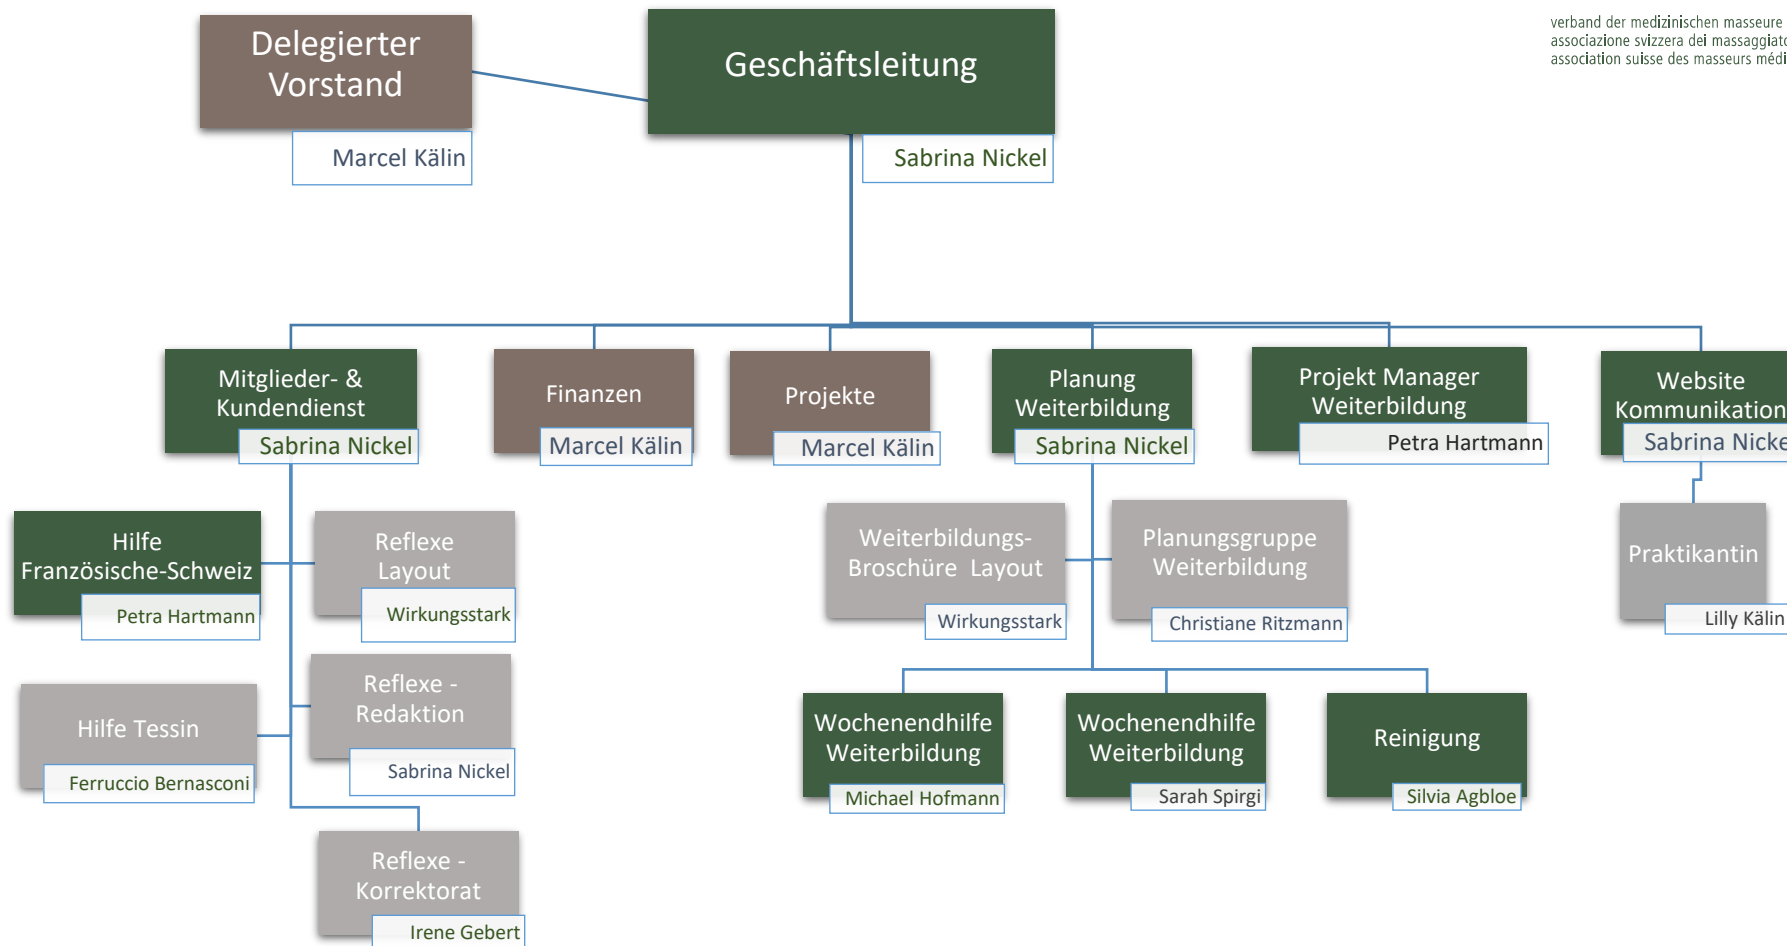 verband der medizinischen masseure
associazione svizzera dei
association suisse des masseurs
Delegierter
Vorstand
Marcel Kälin
Geschäftsleitung
Sabrina Nickel
Mitglieder- &
Kundendienst
Sabrina Nickel
Finanzen
Marcel Kälin
Projekte
Marcel Kälin
Planung
Weiterbildung
Sabrina Nickel
Projekt Manager
Weiterbildung
Petra Hartmann
Website
Kommunikation
Sabrina
Hilfe
Französische-Schweiz
Petra Hartmann
Reflexe
Layout
Wirkungsstark
Weiterbildungs-
Broschüre Layout
Wirkungsstark
Planungsgruppe
Weiterbildung
Christiane Ritzmann
Praktikantin
Lilly Kälin
Hilfe Tessin
Ferruccio Bernasconi
Reflexe -
Redaktion
Sabrina Nickel
Wochenendhilfe
Weiterbildung
Michael Hofmann
Wochenendhilfe
Weiterbildung
Sarah Spirgi
Reinigung
Silvia Agbloe
Reflexe -
Korrektorat
Irene Gebert